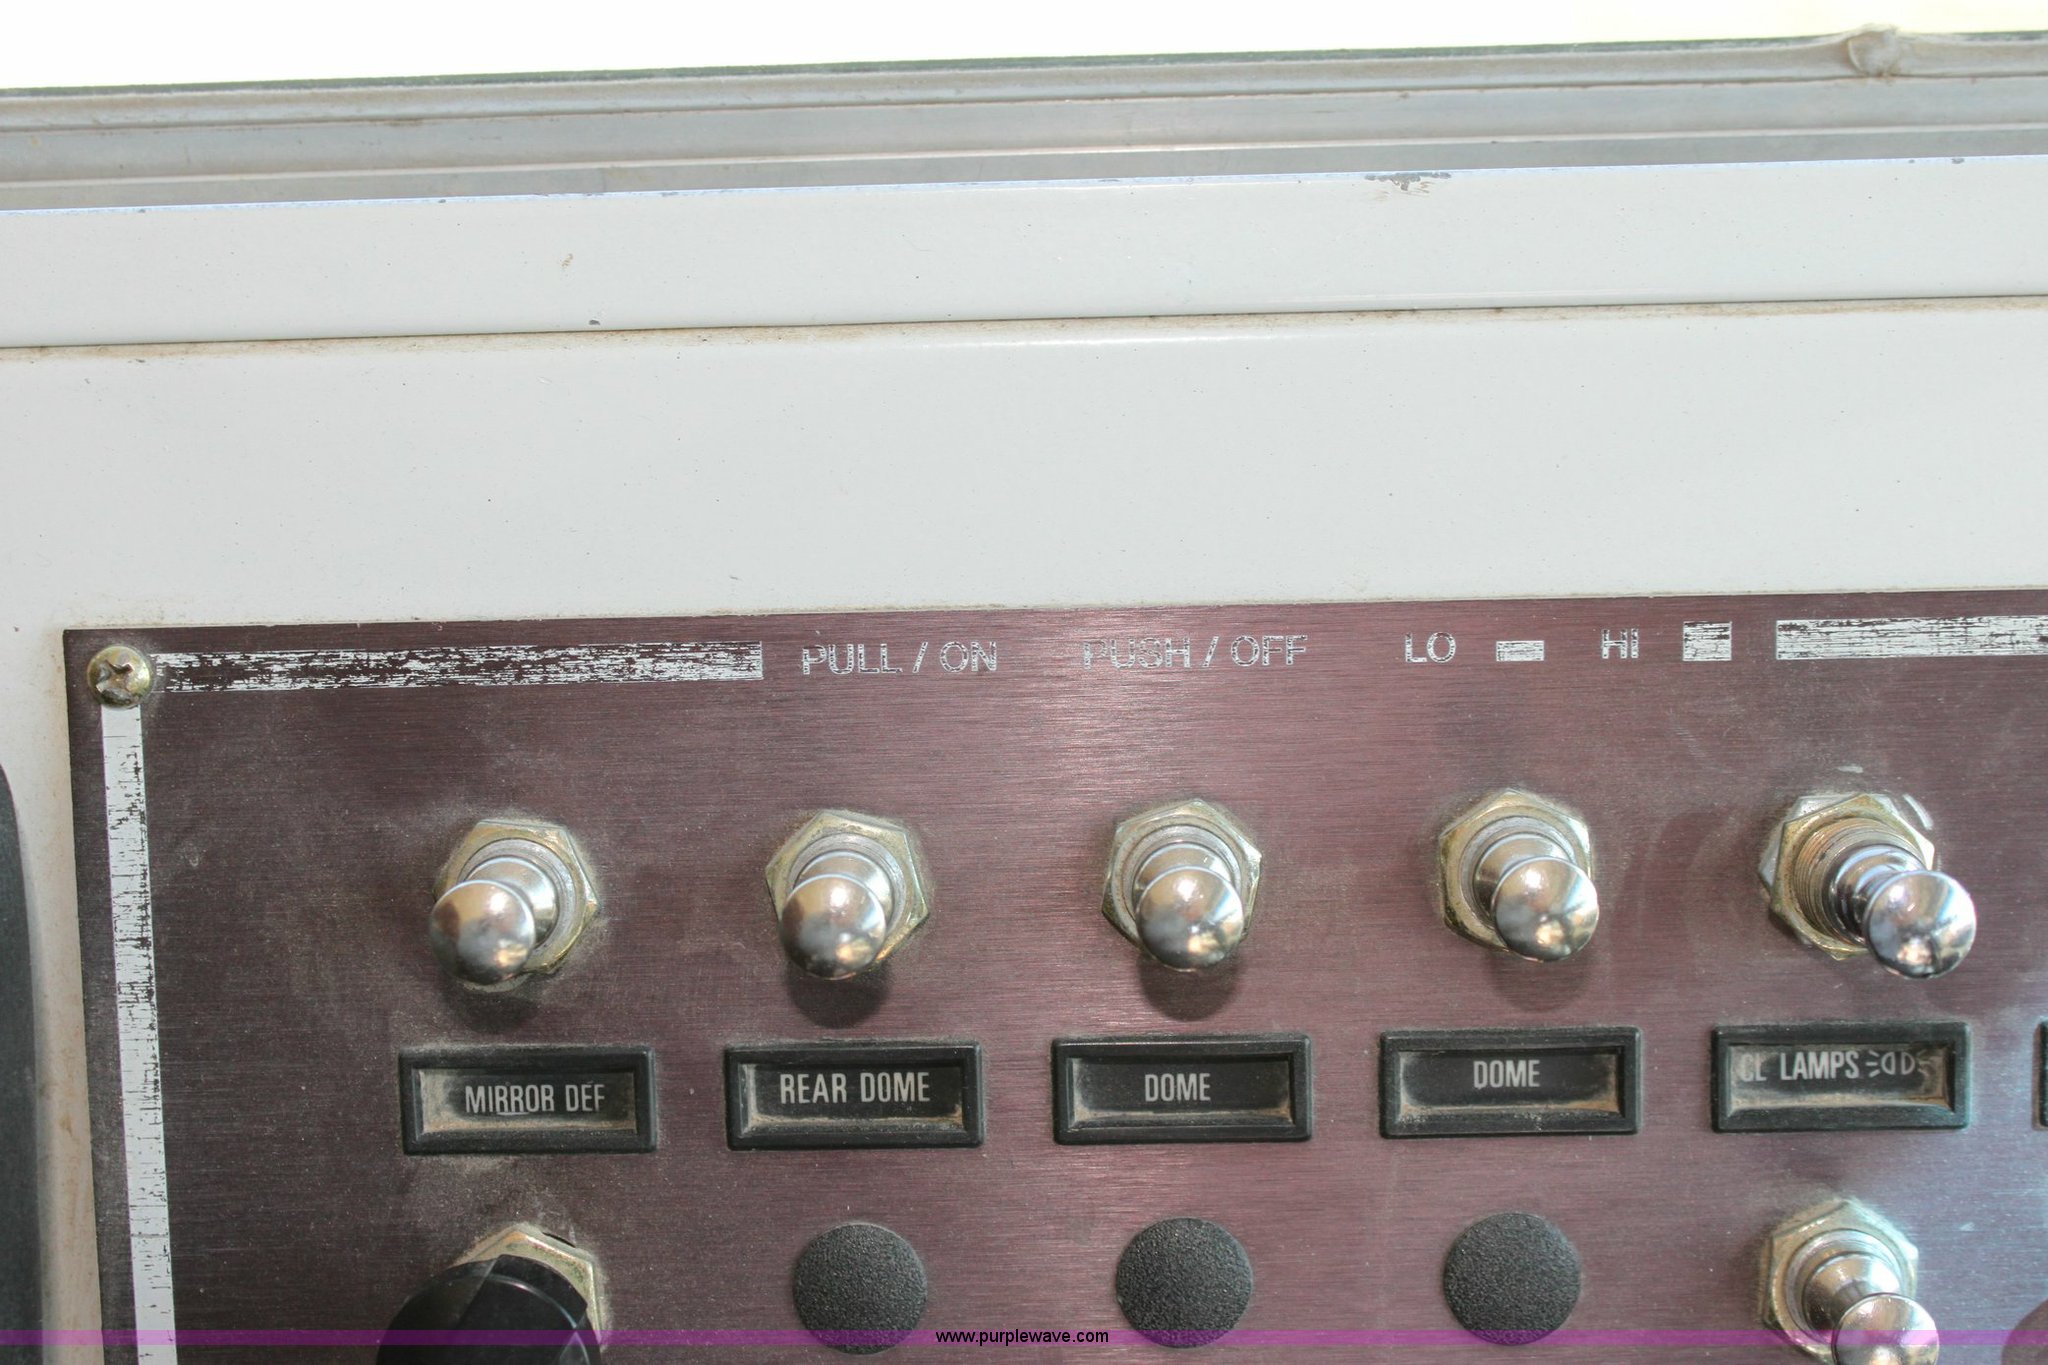 PULL / ON PUSH / OFF LO HI
MIRROR DEF
REAR DOME
DOME
DOME
CL LAMPS
www.purplewave.com